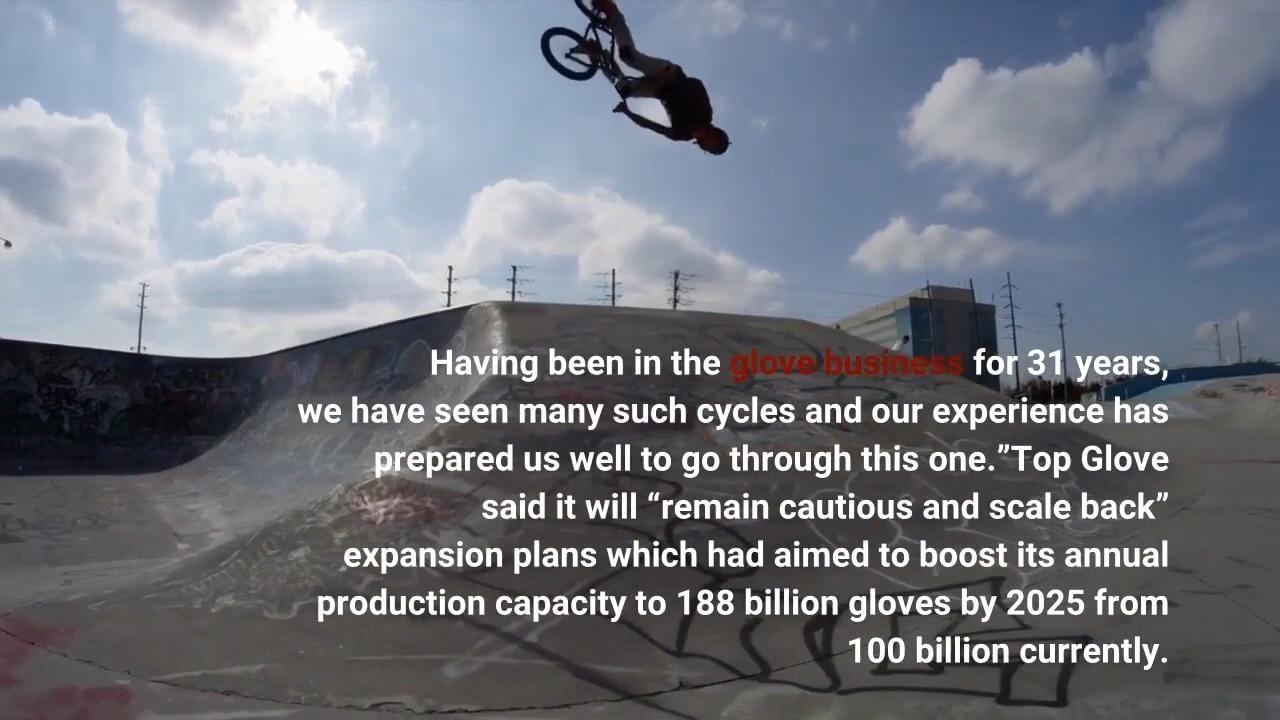 Having been in the glove business for 31 years,
we have seen many such cycles and our experience has
prepared us well to go through this one.”Top Glove
said it will “remain cautious and scale back”
expansion plans which had aimed to boost its annual
production capacity to 188 billion gloves by 2025 from
100 billion currently.